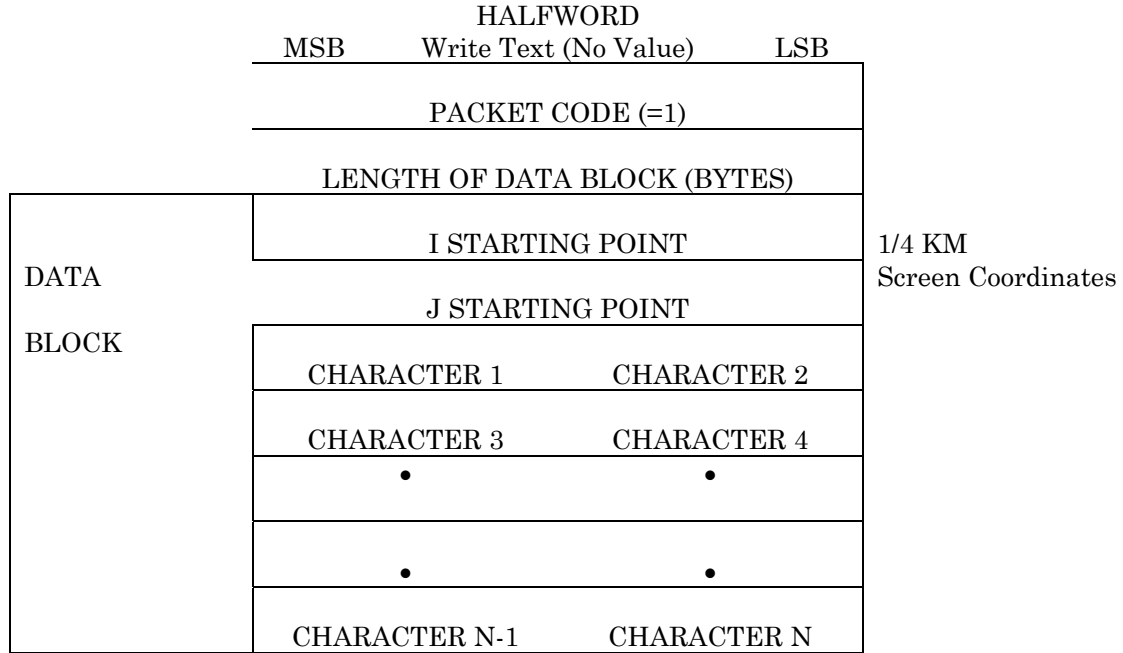 HALFWORD
MSB Write Text (No Value) LSB
PACKET CODE (=1)
LENGTH OF DATA BLOCK (BYTES)
I STARTING POINT 1/4 KM
DATA Screen Coordinates
J STARTING POINT
BLOCK
CHARACTER 1 CHARACTER 2
CHARACTER 3 CHARACTER 4
• •
• •
CHARACTER N-1 CHARACTER N